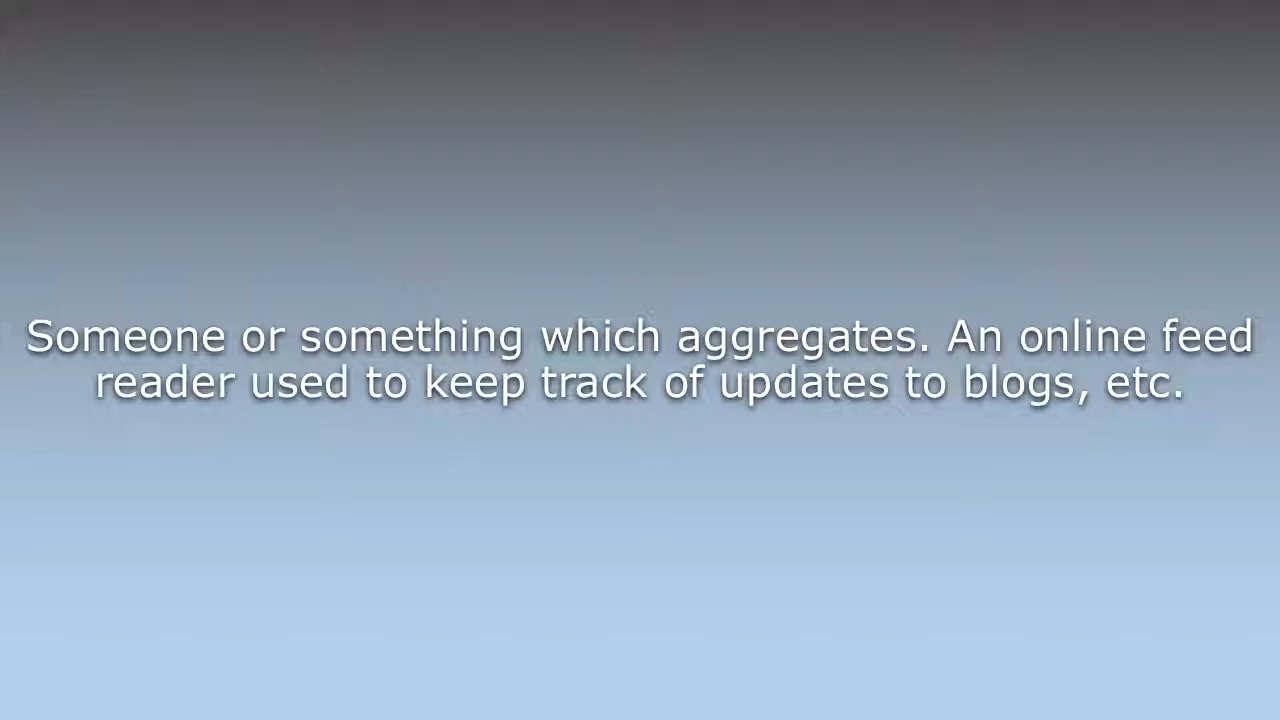 Someone or something which aggregates. An online feed
reader used to keep track of updates to blogs, etc.